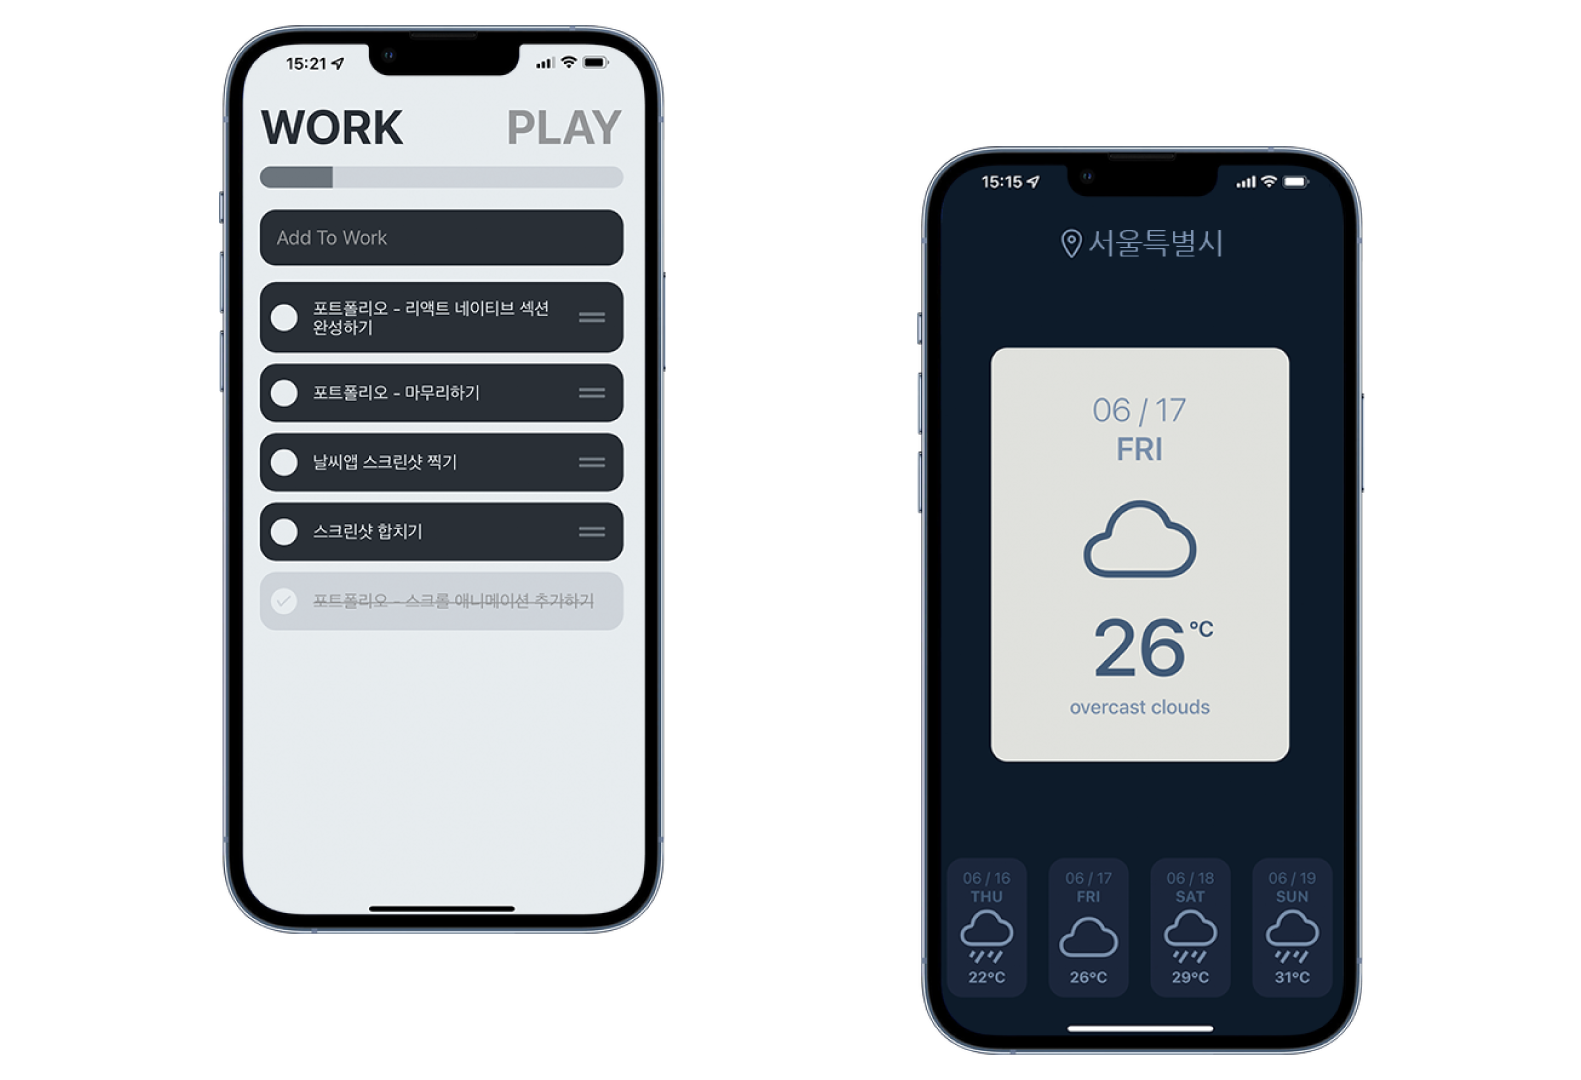 15:21
WORK PLAY
Add To Work
포트폴리오 - 리액트 네이티브 섹션
완성하기
포트폴리오 - 마무리하기
날씨앱 스크린샷 찍기
스크린샷 합치기
포트폴리오 - 스크롤 애니메이션 추가하기
15:15
서울특별시
06 / 17
FRI
26°C
overcast clouds
06 / 16 06 / 17 06 / 18 06 / 19
THU FRI SAT SUN
22°C 26°C 29°C 31°C